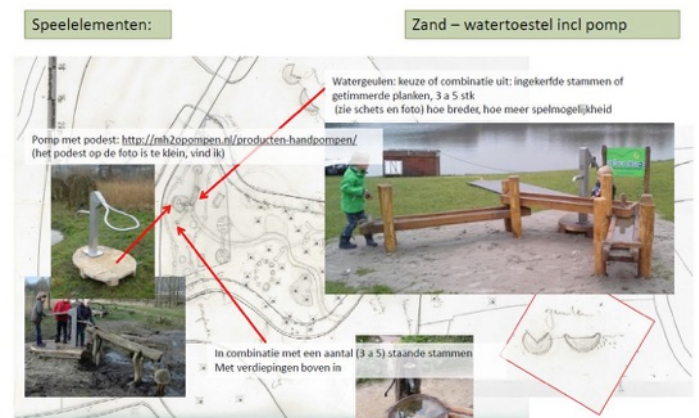 Speelelementen:
Zand – watertoestel incl pomp
Watergeulen: keuze of combinatie uit: ingekerfde stammen of
getimmerde planken, 3 a 5 stk
(zie schets en foto) hoe breder, hoe meer spelmogelijkheid
Pomp met podest: http://mh2opompen.nl/producten-handpompen/
(het podest op de foto is te klein, vind ik)
geulen
In combinatie met een aantal (3 a 5) staande stammen
Met verdiepingen boven in